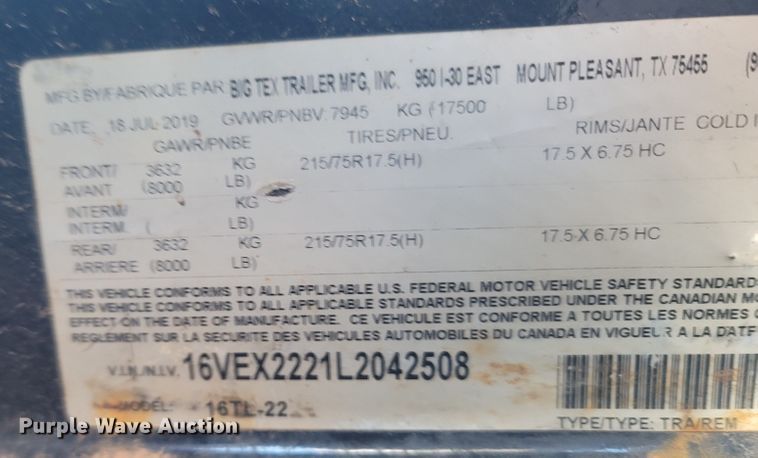 MFG.BY/FABRIQUE PAR BIG TEX TRAILER MFG, INC. 950 I-30 EAST MOUNT PLEASANT, TX 75455 (9
DATE: 18 JUL 2019 GVWR/PNBV: 7945 KG (17500 LB)
GAWR/PNBE TIRES/PNEU. RIMS/JANTE COLD I
FRONT/ 3632 KG 215/75R17.5(H) 17.5 X 6.75 HC
AVANT (8000 LB)
INTERM/ KG
INTERM. ( LB)
REAR/ 3632 KG 215/75R17.5(H) 17.5 X 6.75 HC
ARRIERE (8000 LB)
THIS VEHICLE CONFORMS TO ALL APPLICABLE U.S. FEDERAL MOTOR VEHICLE SAFETY STANDARD
THIS VEHICLE CONFORMS TO ALL APPLICABLE STANDARDS PRESCRIBED UNDER THE CANADIAN MO
EFFECT ON THE DATE OF MANUFACTURE. CE VEHICULE EST CONFORME A TOUTES LES NORMES
REGLEMENT SUR LA SECURITE DES VEHICULES AUTOMOBILES DU CANADA EN VIGUEUR A LA DATE
V.I.N./N.I.V. 16VEX2221L2042508
MODEL: 16TL-22
TYPE/TYPE: TRA/REM
Purple Wave Auction